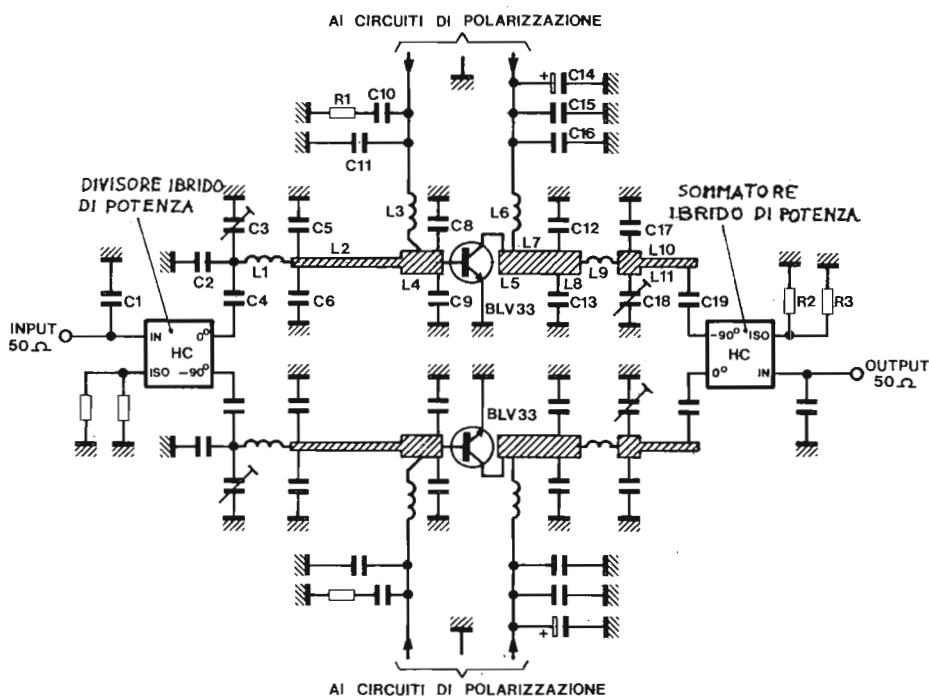 AI CIRCUITI DI POLARIZZAZIONE
+ C14
R1 C10
C15
C11
C16
DIVISORE IBRIDO
DI POTENZA
SOMMATORE
IBRIDO DI POTENZA
C3
C5
L3
C8
L6
C12
C17
L2
L7
L10
C2
L1
L4
L5
L8
L9
L11
C4
C6
C9
BLV33
C13
C18
C19
R2
R3
C1
INPUT
50Ω
IN 0°
HC
ISO -90°
-90° ISO
HC
0° IN
OUTPUT
50Ω
BLV33
+
AI CIRCUITI DI POLARIZZAZIONE